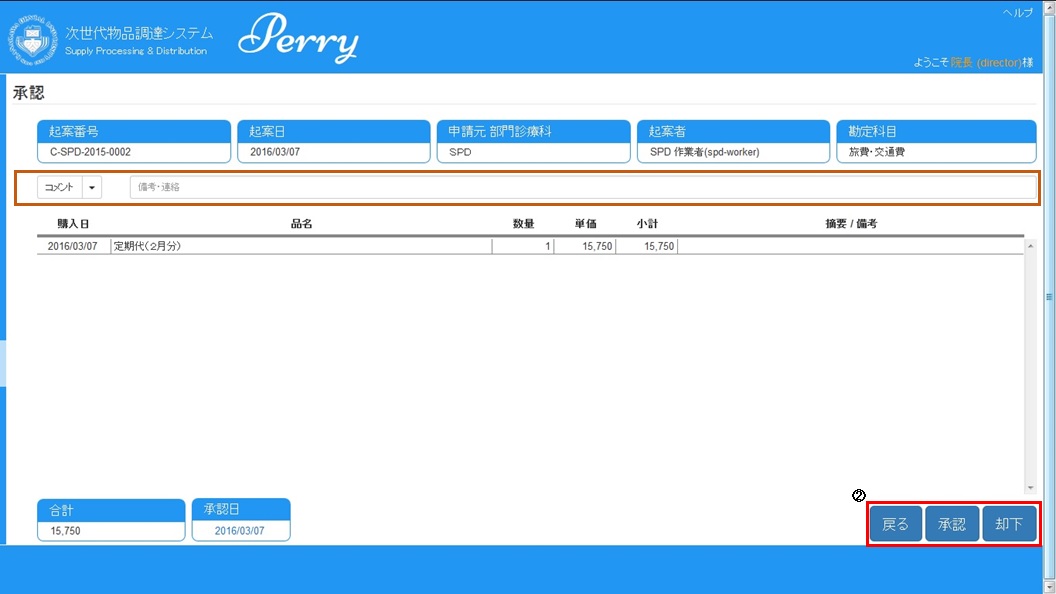 ヘルプ
次世代物品調達システム
Supply Processing & Distribution
Perry
ようこそ院長 (director)様
承認
起案番号 起案日 申請元 部門診療科 起案者 勘定科目
C-SPD-2015-0002 2016/03/07 SPD SPD 作業者(spd-worker) 旅費・交通費
コメント 備考・連絡
購入日 品名 数量 単価 小計 摘要 / 備考
2016/03/07 定期代(2月分) 1 15,750 15,750
②
合計 承認日
15,750 2016/03/07
戻る 承認 却下